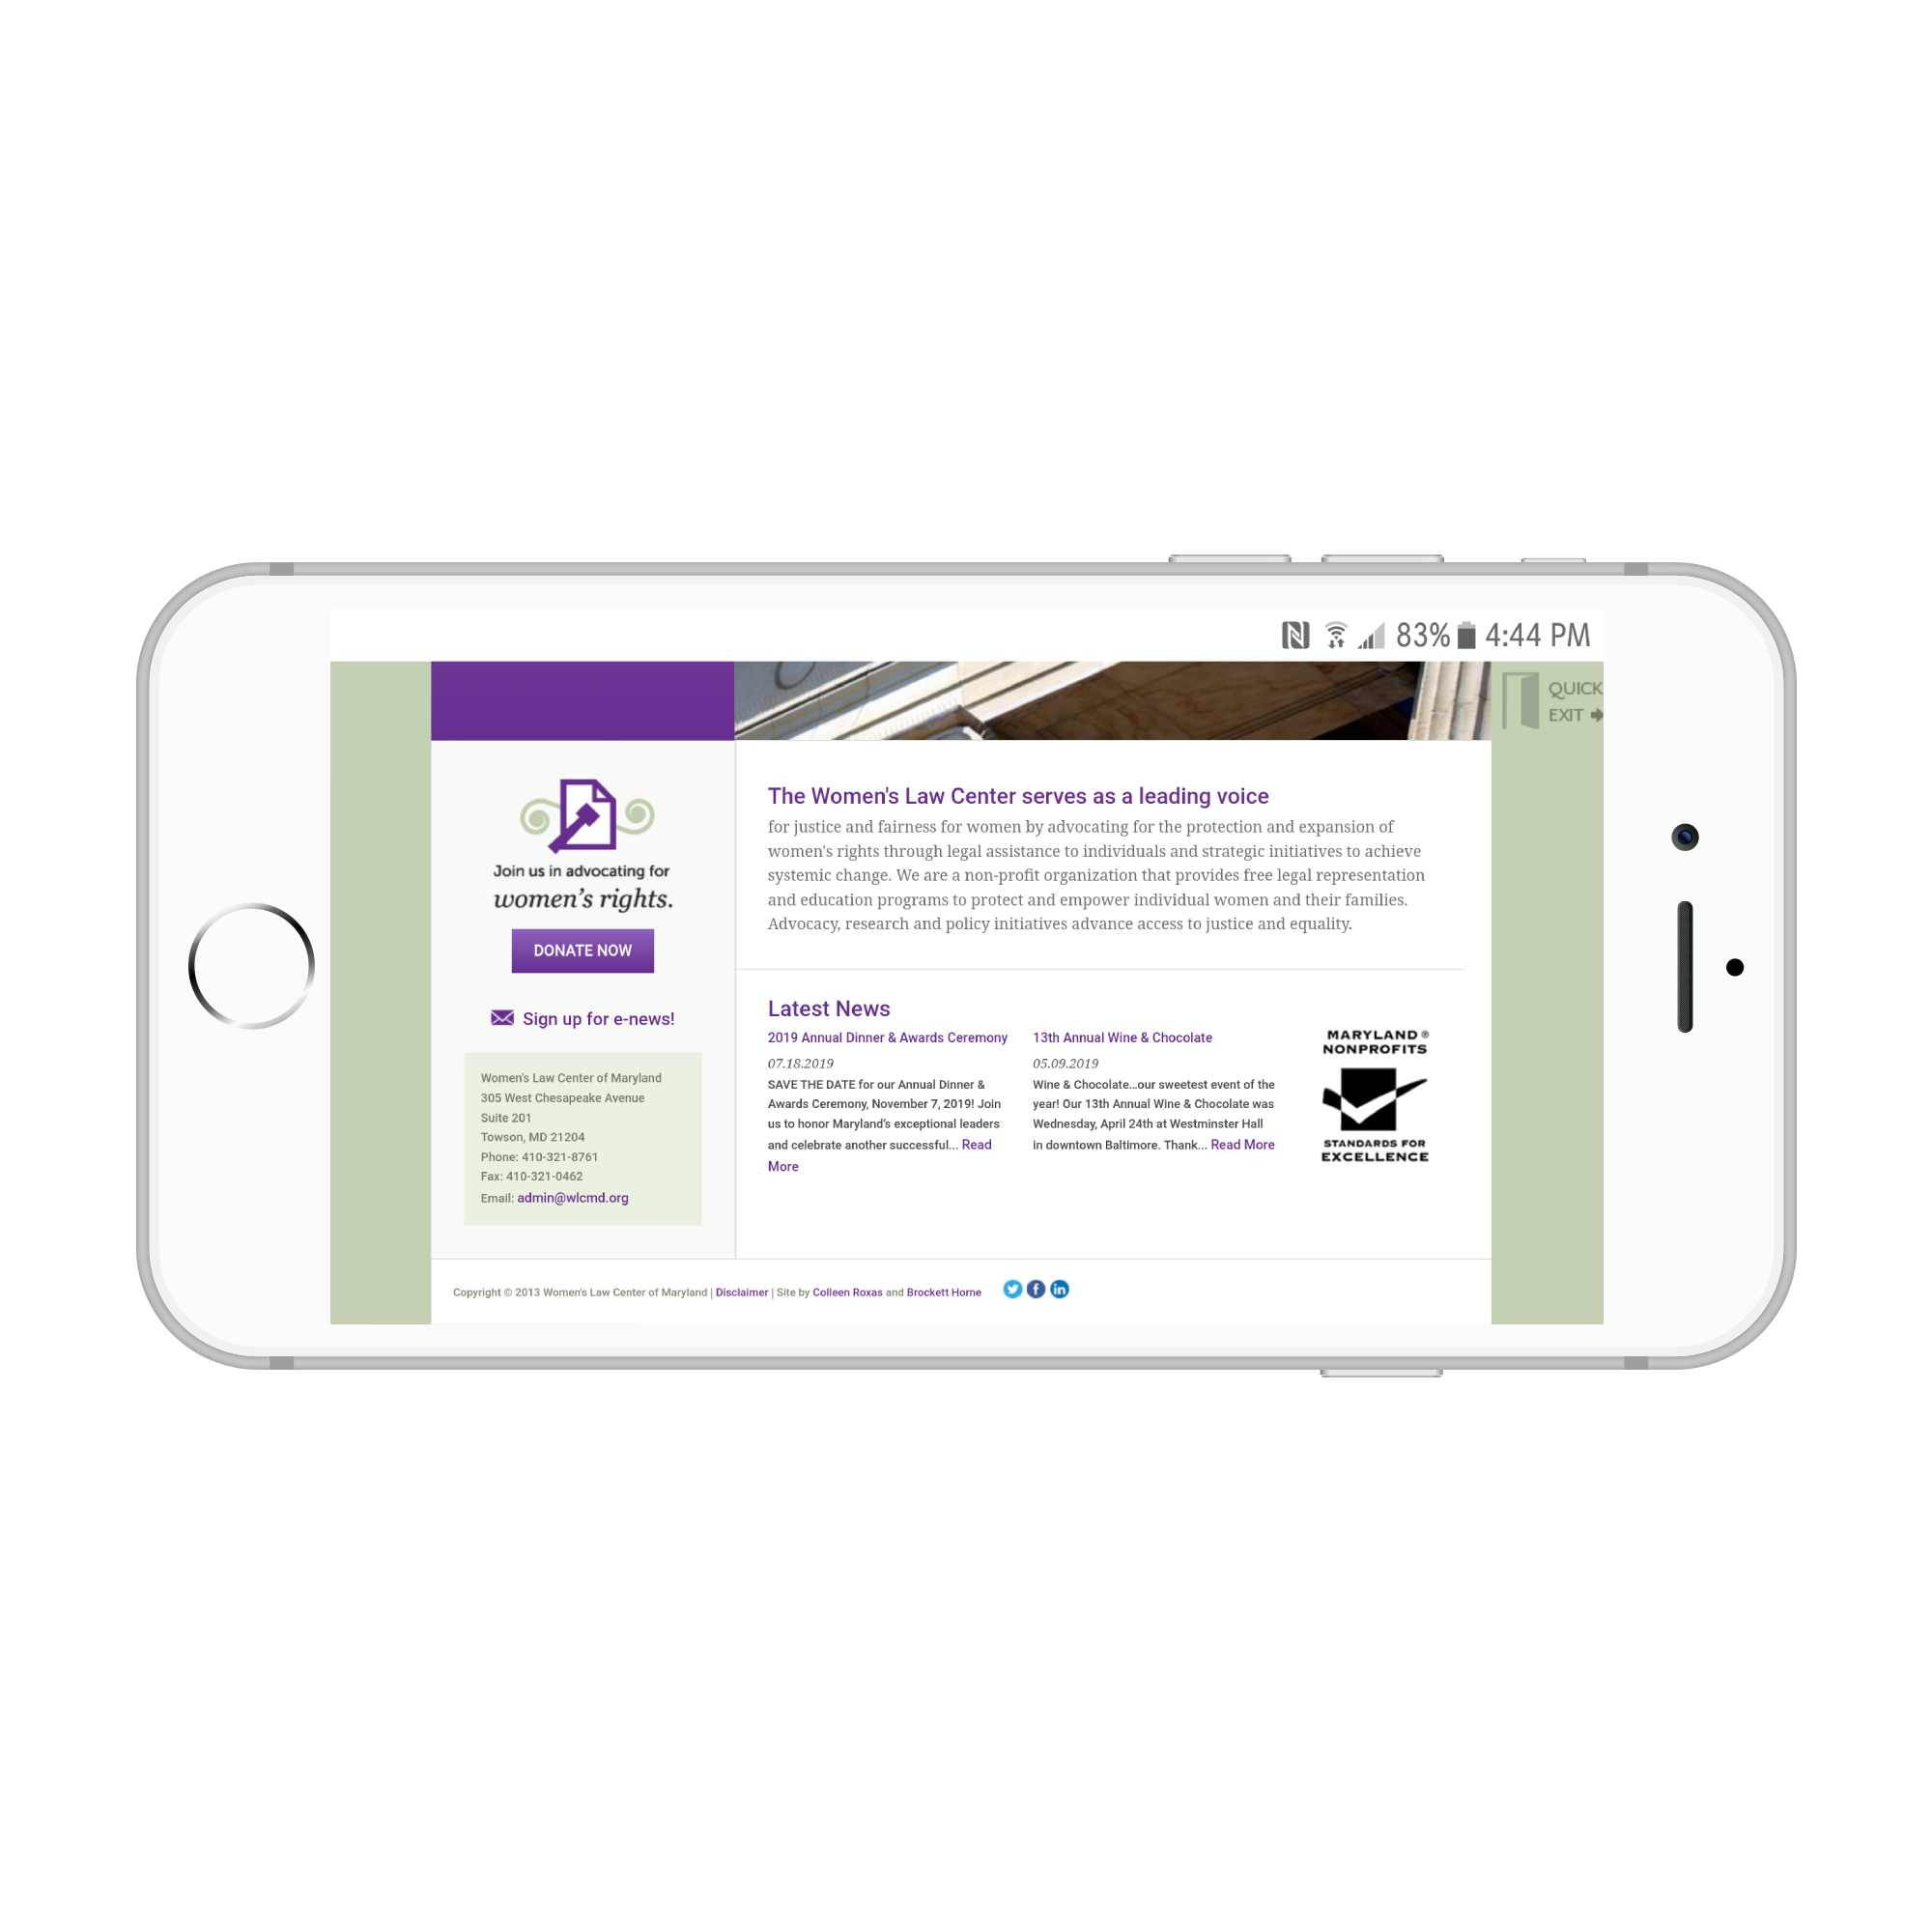 83% 4:44 PM
QUICK
EXIT
Join us in advocating for
women's rights.
DONATE NOW
Sign up for e-news!
Women's Law Center of Maryland
305 West Chesapeake Avenue
Suite 201
Towson, MD 21204
Phone: 410-321-8761
Fax: 410-321-0462
Email: admin@wlcmd.org
The Women's Law Center serves as a leading voice
for justice and fairness for women by advocating for the protection and expansion of
women's rights through legal assistance to individuals and strategic initiatives to achieve
systemic change. We are a non-profit organization that provides free legal representation
and education programs to protect and empower individual women and their families.
Advocacy, research and policy initiatives advance access to justice and equality.
Latest News
2019 Annual Dinner & Awards Ceremony
07.18.2019
SAVE THE DATE for our Annual Dinner &
Awards Ceremony, November 7, 2019! Join
us to honor Maryland’s exceptional leaders
and celebrate another successful... Read
More
13th Annual Wine & Chocolate
05.09.2019
Wine & Chocolate…our sweetest event of the
year! Our 13th Annual Wine & Chocolate was
Wednesday, April 24th at Westminster Hall
in downtown Baltimore. Thank... Read More
MARYLAND ®
NONPROFITS
STANDARDS FOR
EXCELLENCE
Copyright © 2013 Women's Law Center of Maryland | Disclaimer | Site by Colleen Roxas and Brockett Horne